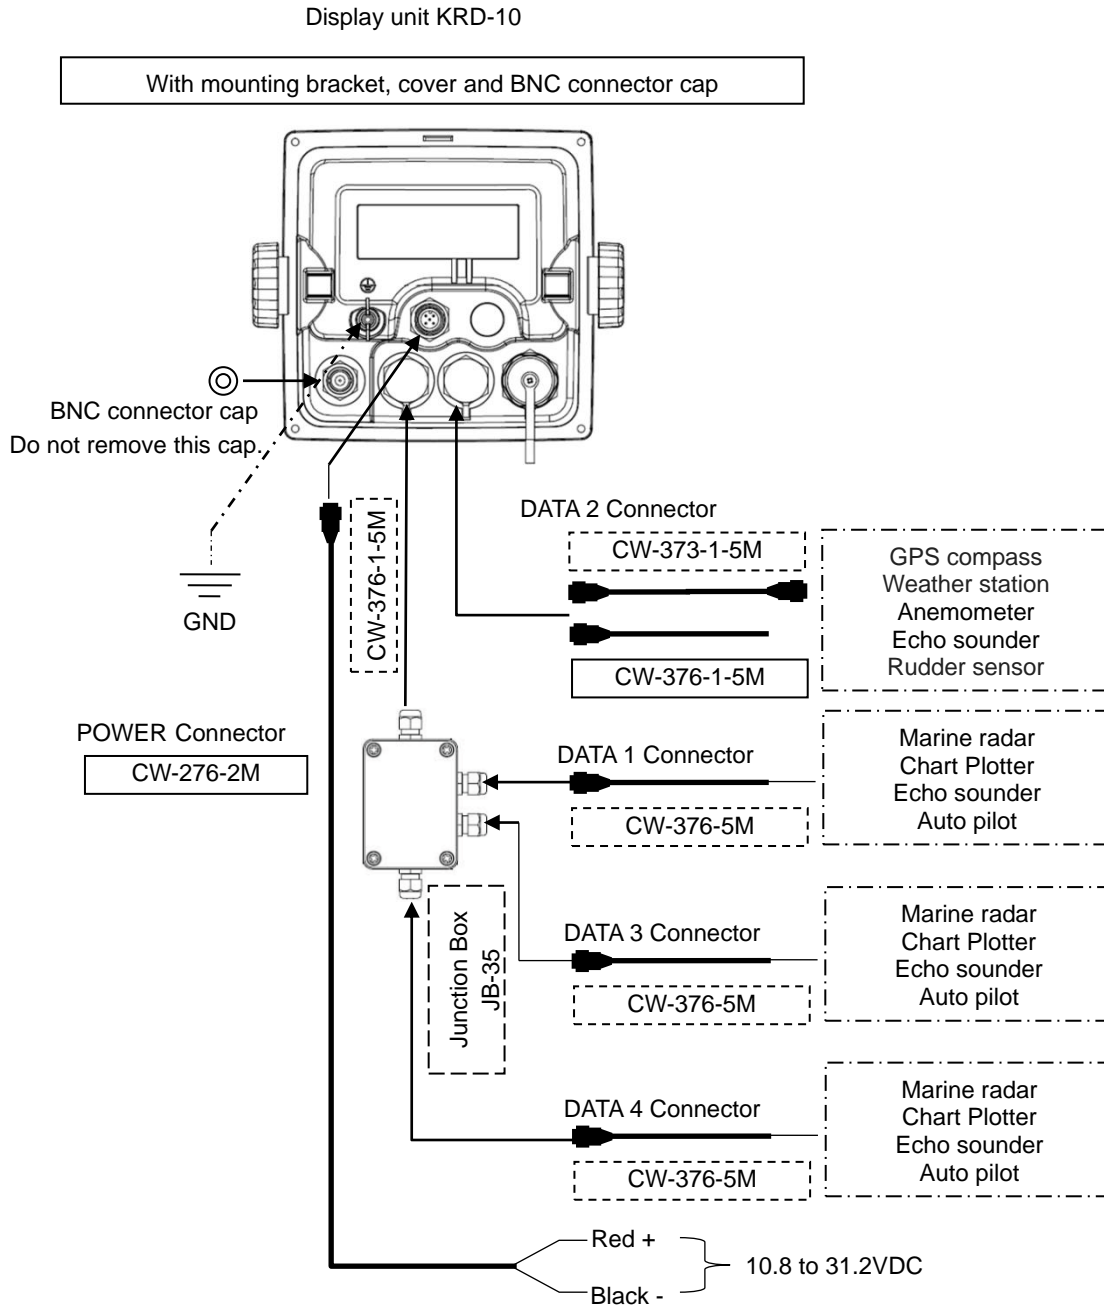 Display unit KRD-10
With mounting bracket, cover and BNC connector cap
BNC connector cap
Do not remove this cap.
GND
CW-376-1-5M
DATA 2 Connector
CW-373-1-5M
CW-376-1-5M
GPS compass
Weather station
Anemometer
Echo sounder
Rudder sensor
POWER Connector
CW-276-2M
DATA 1 Connector
CW-376-5M
Marine radar
Chart Plotter
Echo sounder
Auto pilot
Junction Box
JB-35
DATA 3 Connector
CW-376-5M
Marine radar
Chart Plotter
Echo sounder
Auto pilot
DATA 4 Connector
CW-376-5M
Marine radar
Chart Plotter
Echo sounder
Auto pilot
Red +
10.8 to 31.2VDC
Black -